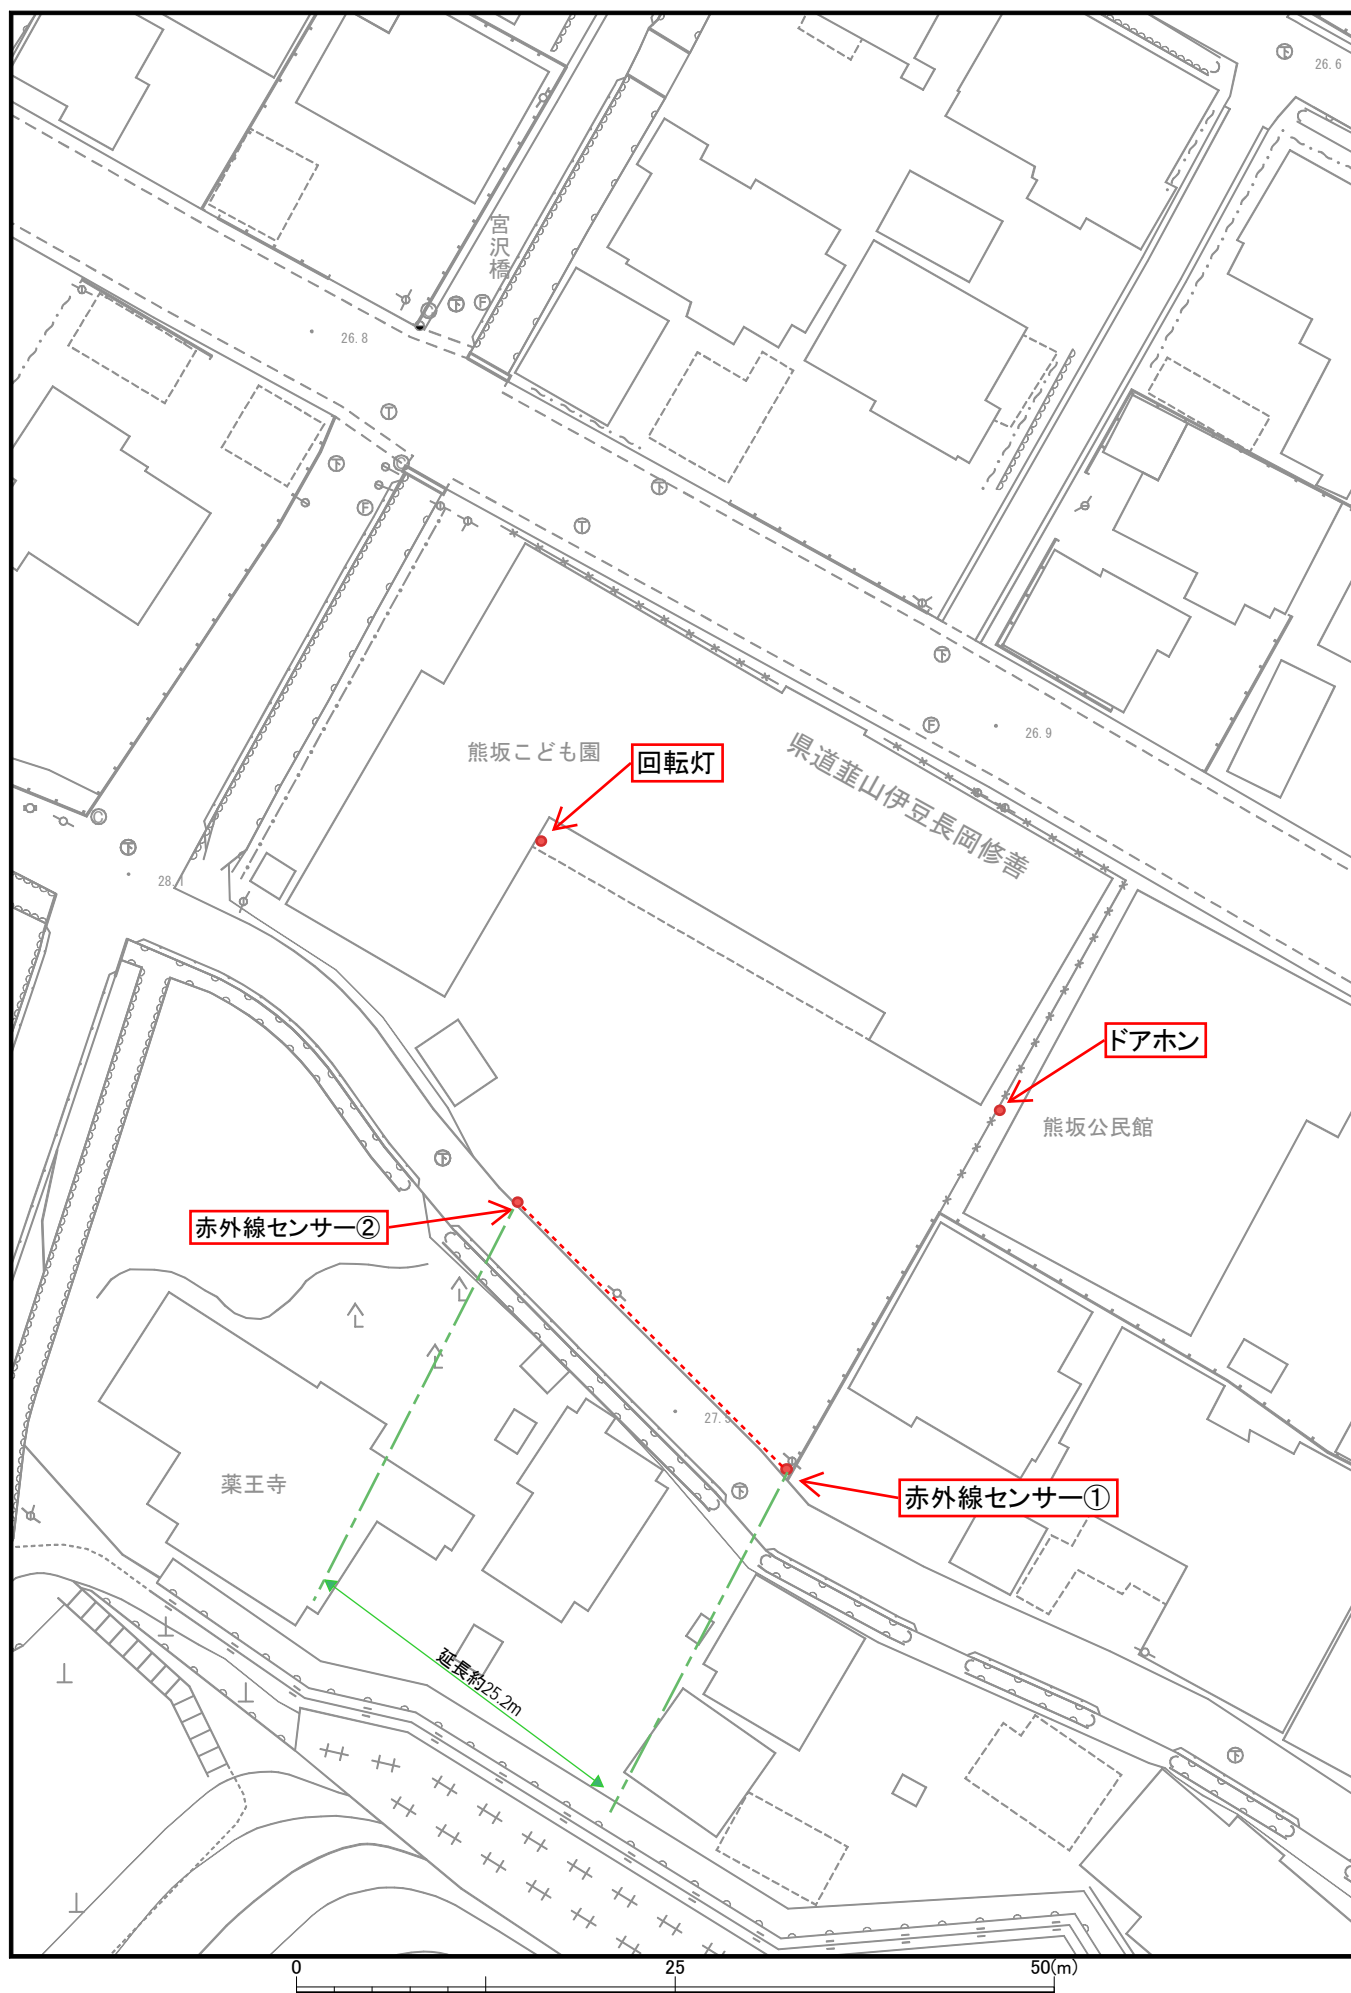 26.6
宮沢橋
26.8
熊坂こども園
回転灯
県道韮山伊豆長岡修善
26.9
28.1
ドアホン
熊坂公民館
赤外線センサー②
27.5
薬王寺
赤外線センサー①
延長約25.2m
0
25
50(m)